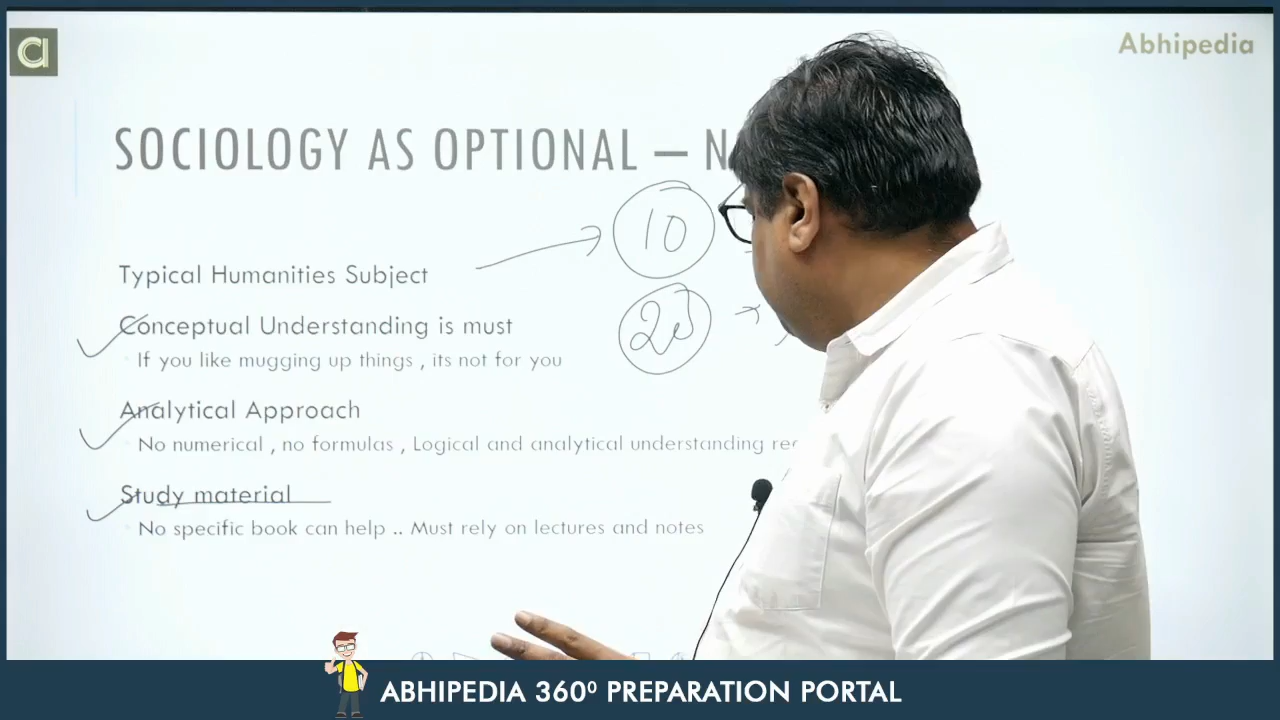 Abhipedia
SOCIOLOGY AS OPTIONAL – N
10
Typical Humanities Subject
Conceptual Understanding is must
If you like mugging up things , its not for you
Analytical Approach
No numerical , no formulas , Logical and analytical understanding
Study material
No specific book can help .. Must rely on lectures and notes
ABHIPEDIA 360⁰ PREPARATION PORTAL